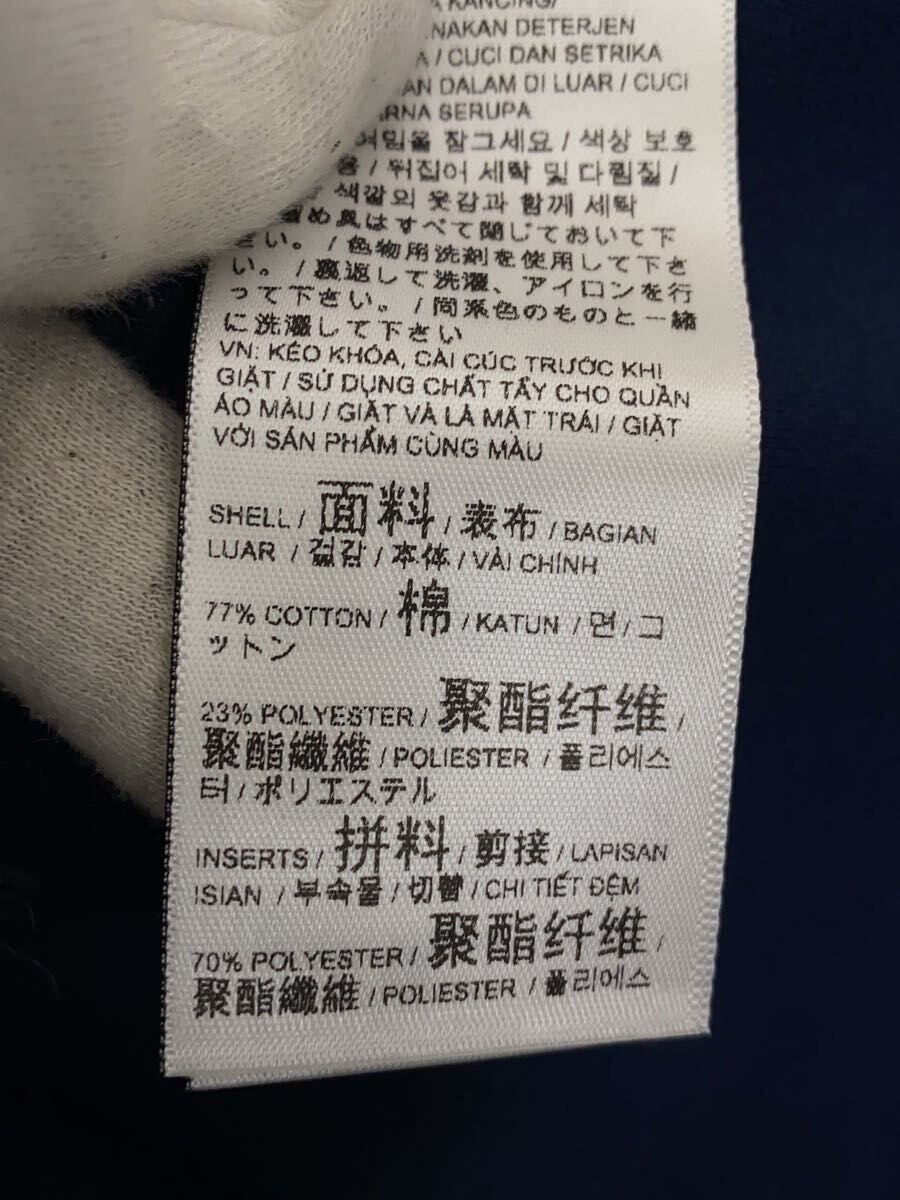 KANCING/
NAKAN DETERJEN
A / CUCI DAN SETRIKA
AN DALAM DI LUAR / CUCI
ARNA SERUPA
여밈을 잠그세요 / 색상 보호
용 / 뒤집어 세탁 및 다림질 /
색깔의 옷감과 함께 세탁
め具はすべて閉じておいて下
さい。 / 色物用洗剤を使用して下さ
い。 / 裏返して洗濯、アイロンを行
って下さい。 / 同系色のものと一緒
に洗濯して下さい
VN: KÉO KHÓA, CÀI CÚC TRƯỚC KHI
GIẶT / SỬ DỤNG CHẤT TẨY CHO QUẦN
ÁO MÀU / GIẶT VÀ LÀ MẶT TRÁI / GIẶT
VỚI SẢN PHẨM CÙNG MÀU
SHELL / 面料 / 表布 / BAGIAN
LUAR / 겉감 / 本体 / VẢI CHÍNH
77% COTTON / 棉 / KATUN / 면 / コ
ットン
23% POLYESTER / 聚酯纤维 /
聚酯纖維 / POLIESTER / 폴리에스
터 / ポリエステル
INSERTS / 拼料 / 剪接 / LAPISAN
ISIAN / 부속물 / 切替 / CHI TIẾT ĐỆM
70% POLYESTER / 聚酯纤维 /
聚酯纖維 / POLIESTER / 폴리에스